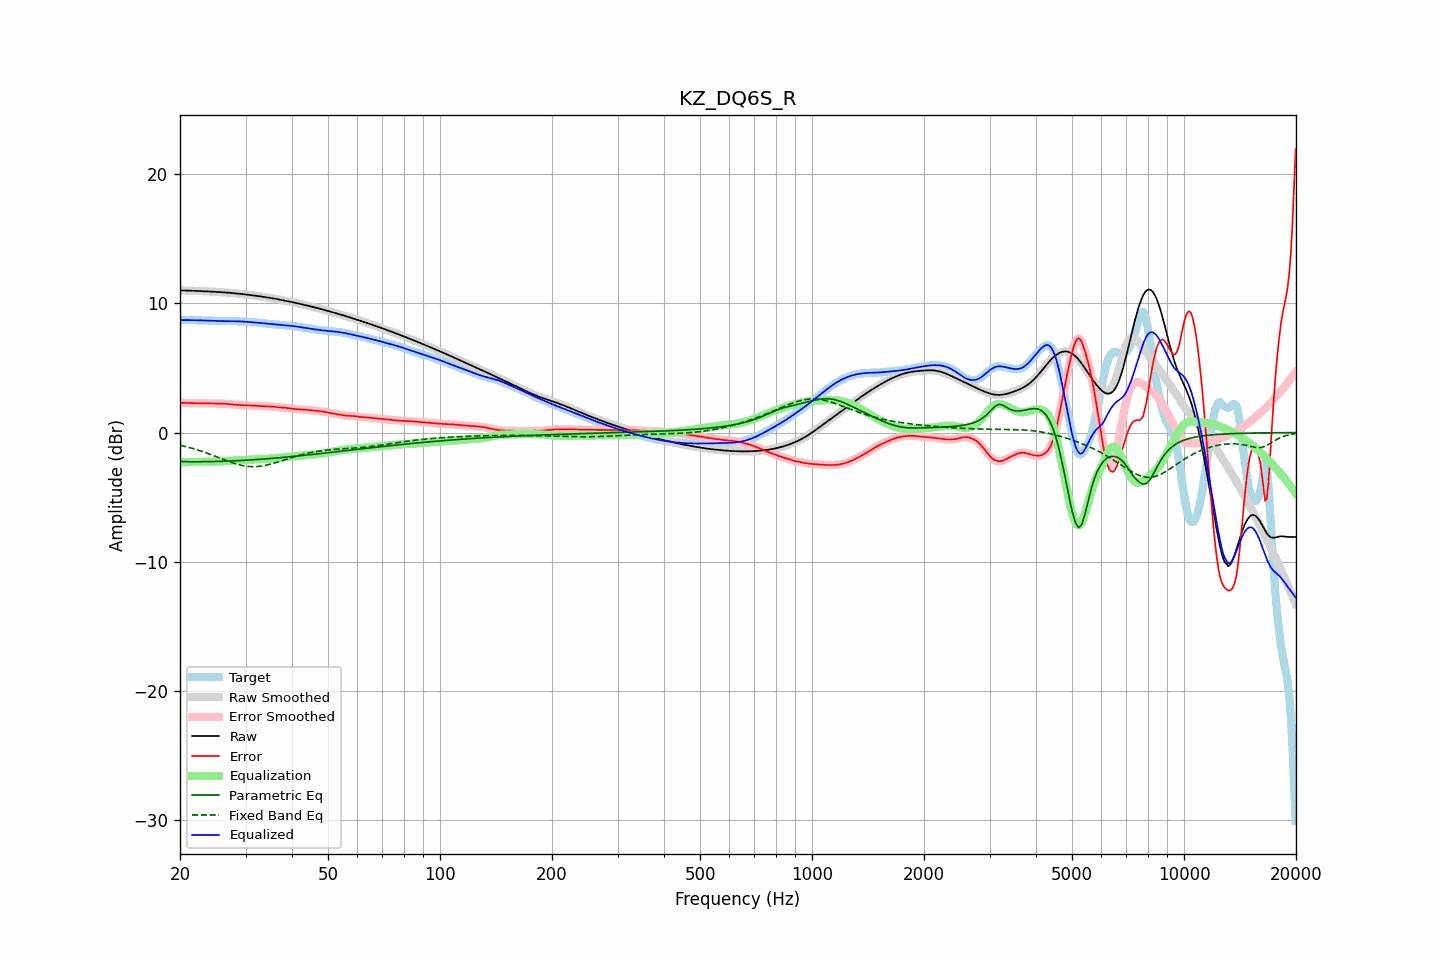 KZ_DQ6S_R
Amplitude (dBr)
20
10
0
−10
−20
−30
Target
Raw Smoothed
Error Smoothed
Raw
Error
Equalization
Parametric Eq
Fixed Band Eq
Equalized
20 50 100 200 500 1000 2000 5000 10000 20000
Frequency (Hz)